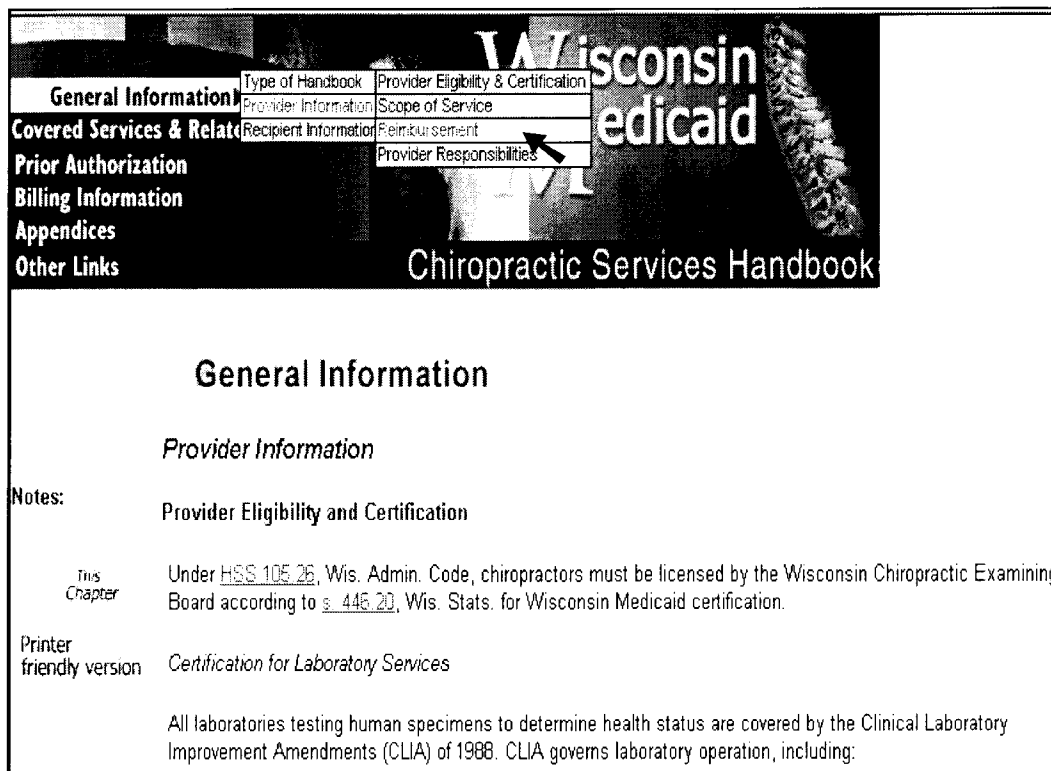 Wisconsin
Medicaid
General Information
Covered Services & Relate
Prior Authorization
Billing Information
Appendices
Other Links
Type of Handbook
Provider Information
Recipient Information
Provider Eligibility & Certification
Scope of Service
Reimbursement
Provider Responsibilities
Chiropractic Services Handbook
General Information
Provider Information
Notes:
Provider Eligibility and Certification
This
Chapter
Under HSS 105.26, Wis. Admin. Code, chiropractors must be licensed by the Wisconsin Chiropractic Examining
Board according to s. 446.20, Wis. Stats. for Wisconsin Medicaid certification.
Printer
friendly version
Certification for Laboratory Services
All laboratories testing human specimens to determine health status are covered by the Clinical Laboratory
Improvement Amendments (CLIA) of 1988. CLIA governs laboratory operation, including: